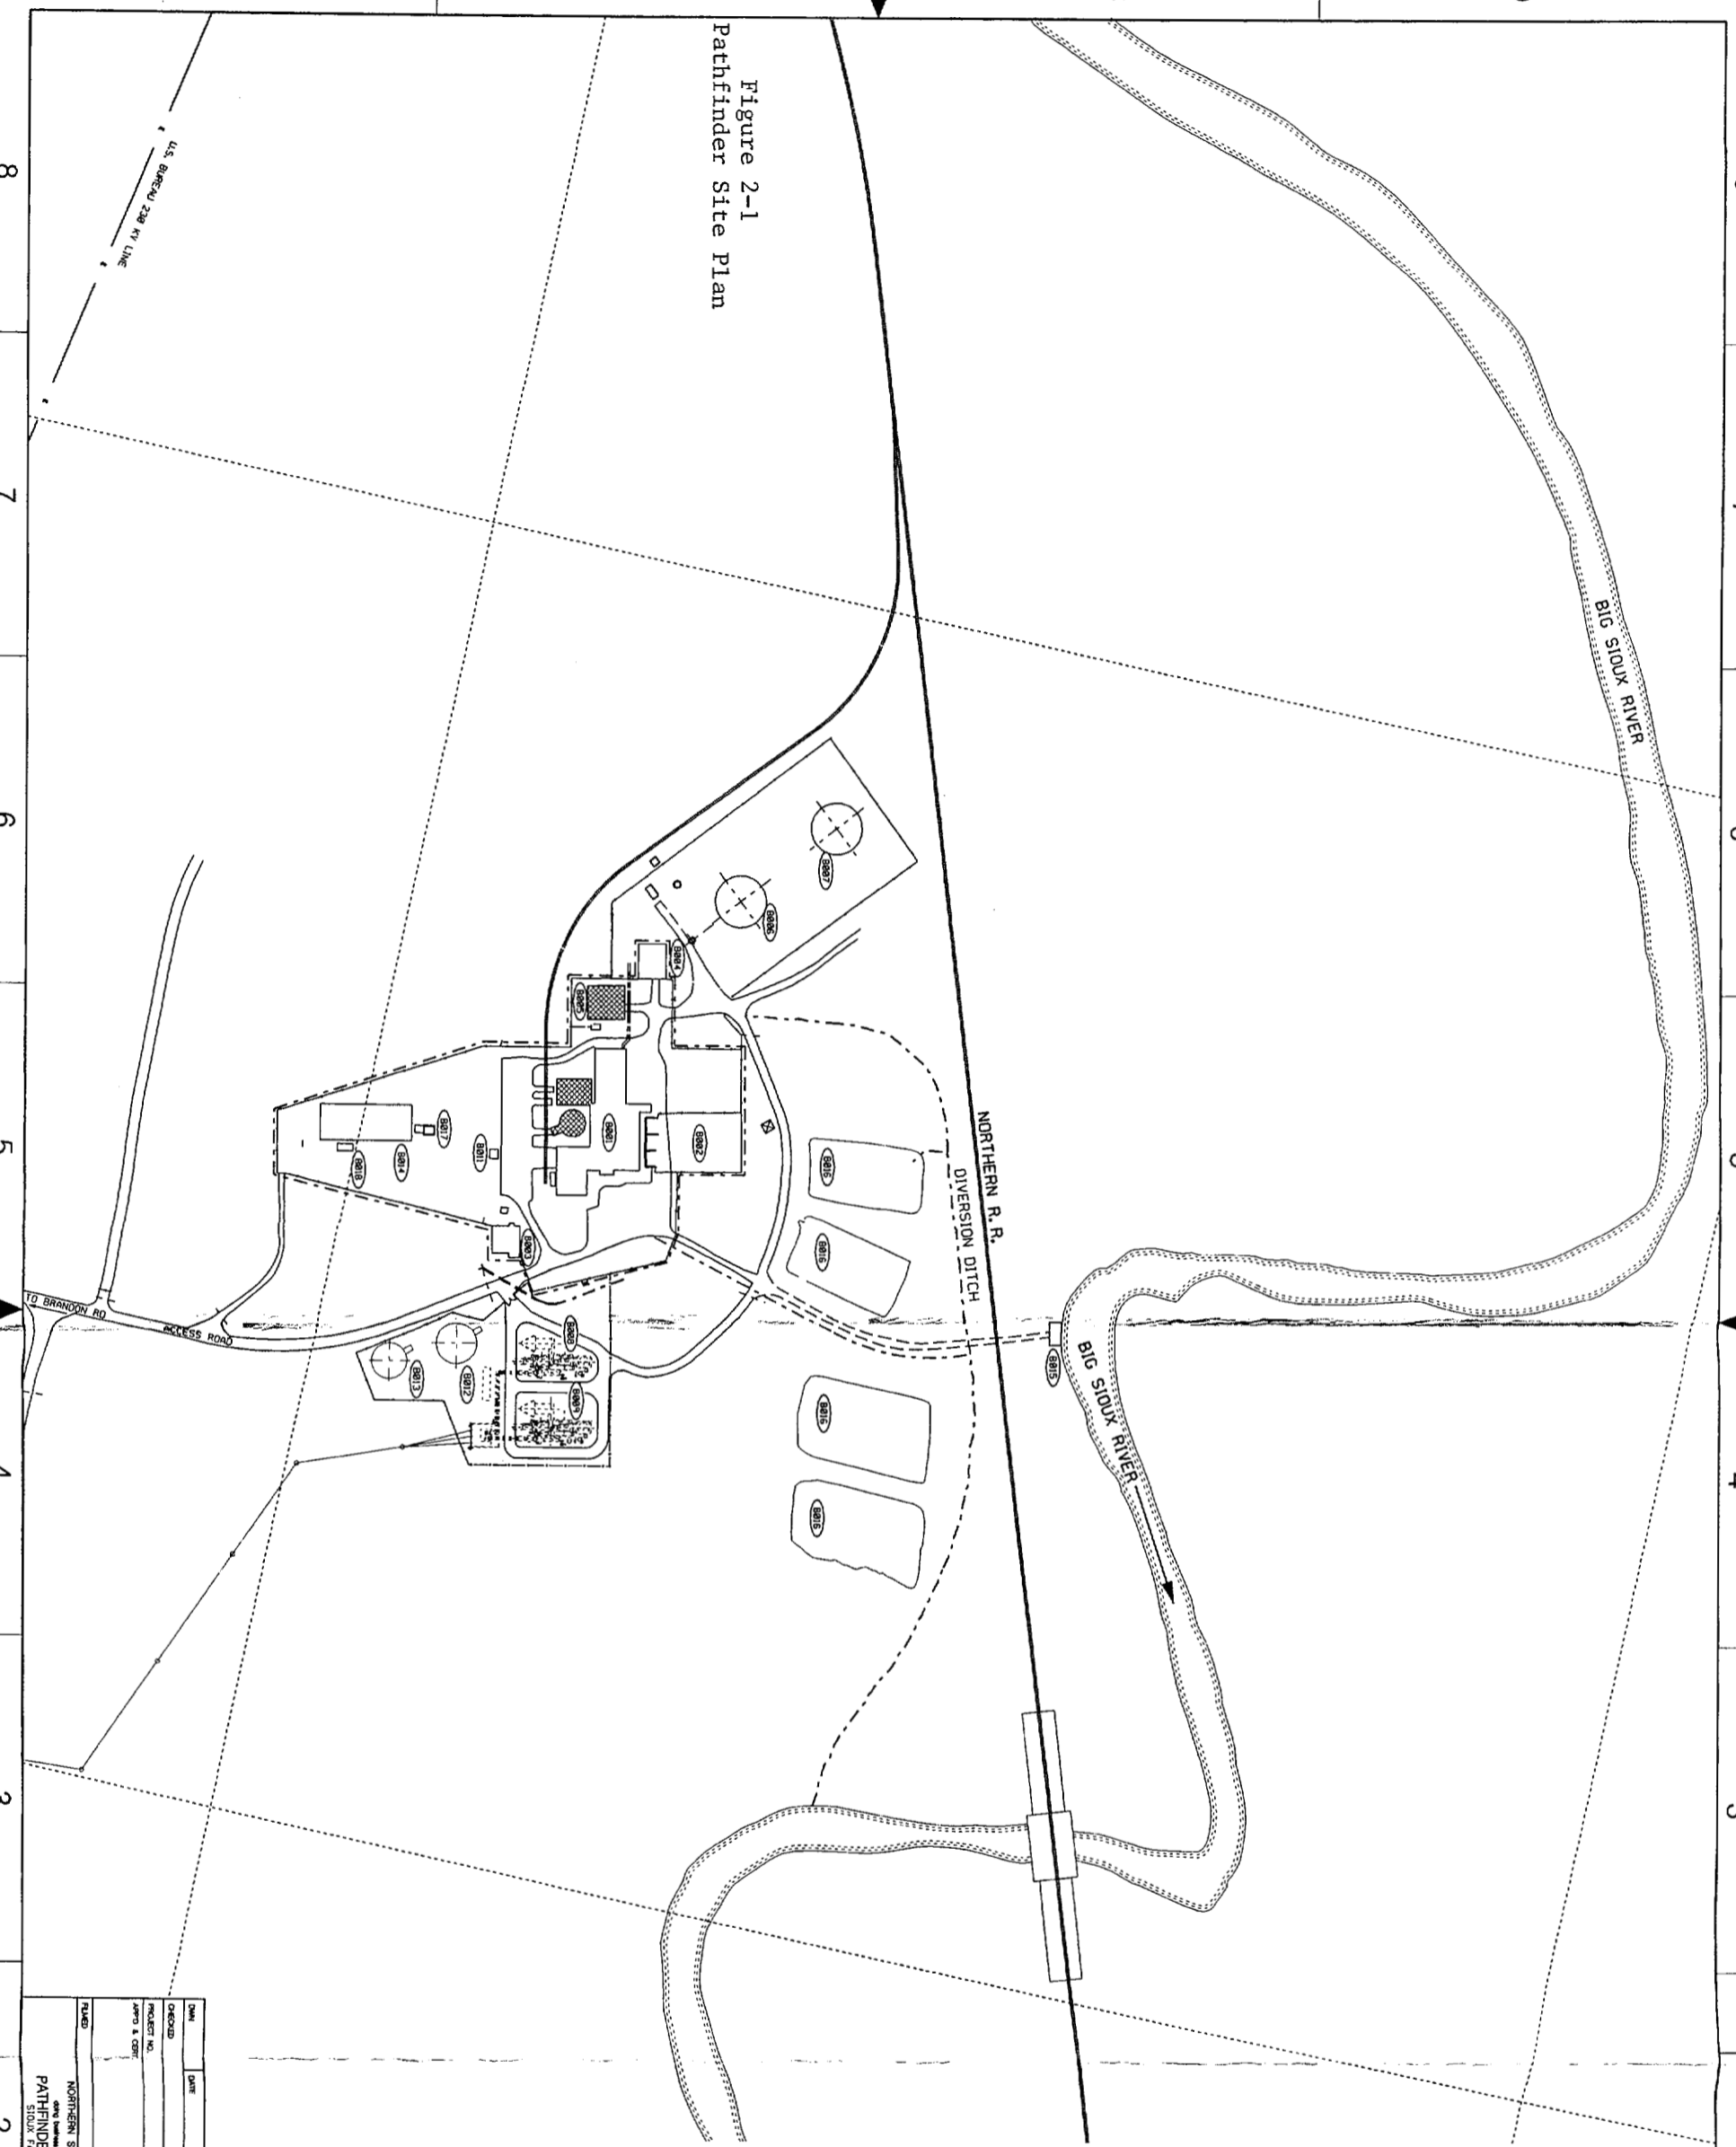 Figure 2-1
Pathfinder Site Plan
U.S. BUREAU 230 KV LINE
BIG SIOUX RIVER
NORTHERN R. R.
DIVERSION DITCH
BIG SIOUX RIVER
8
7
6
5
4
3
2
B007
B006
B004
B005
B001
B002
B017
B014
B018
B011
B003
B016
B016
B016
B016
B015
B008
B009
B012
B013
TO BRANDON RD
ACCESS ROAD
DWN
DATE
CHECKED
PROJECT NO.
APP'D & CERT.
FILMED
NORTHERN S
PATHFINDE
SIOUX FA